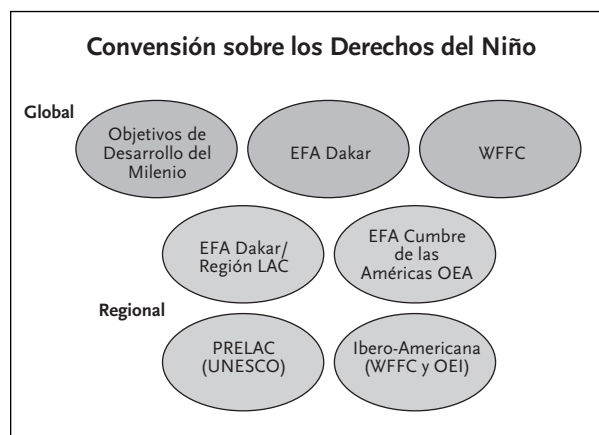 Convensión sobre los Derechos del Niño
Global
Objetivos de
Desarrollo del
Milenio
EFA Dakar
WFFC
EFA Dakar/
Región LAC
EFA Cumbre
de las
Américas OEA
Regional
PRELAC
(UNESCO)
Ibero-Americana
(WFFC y OEI)